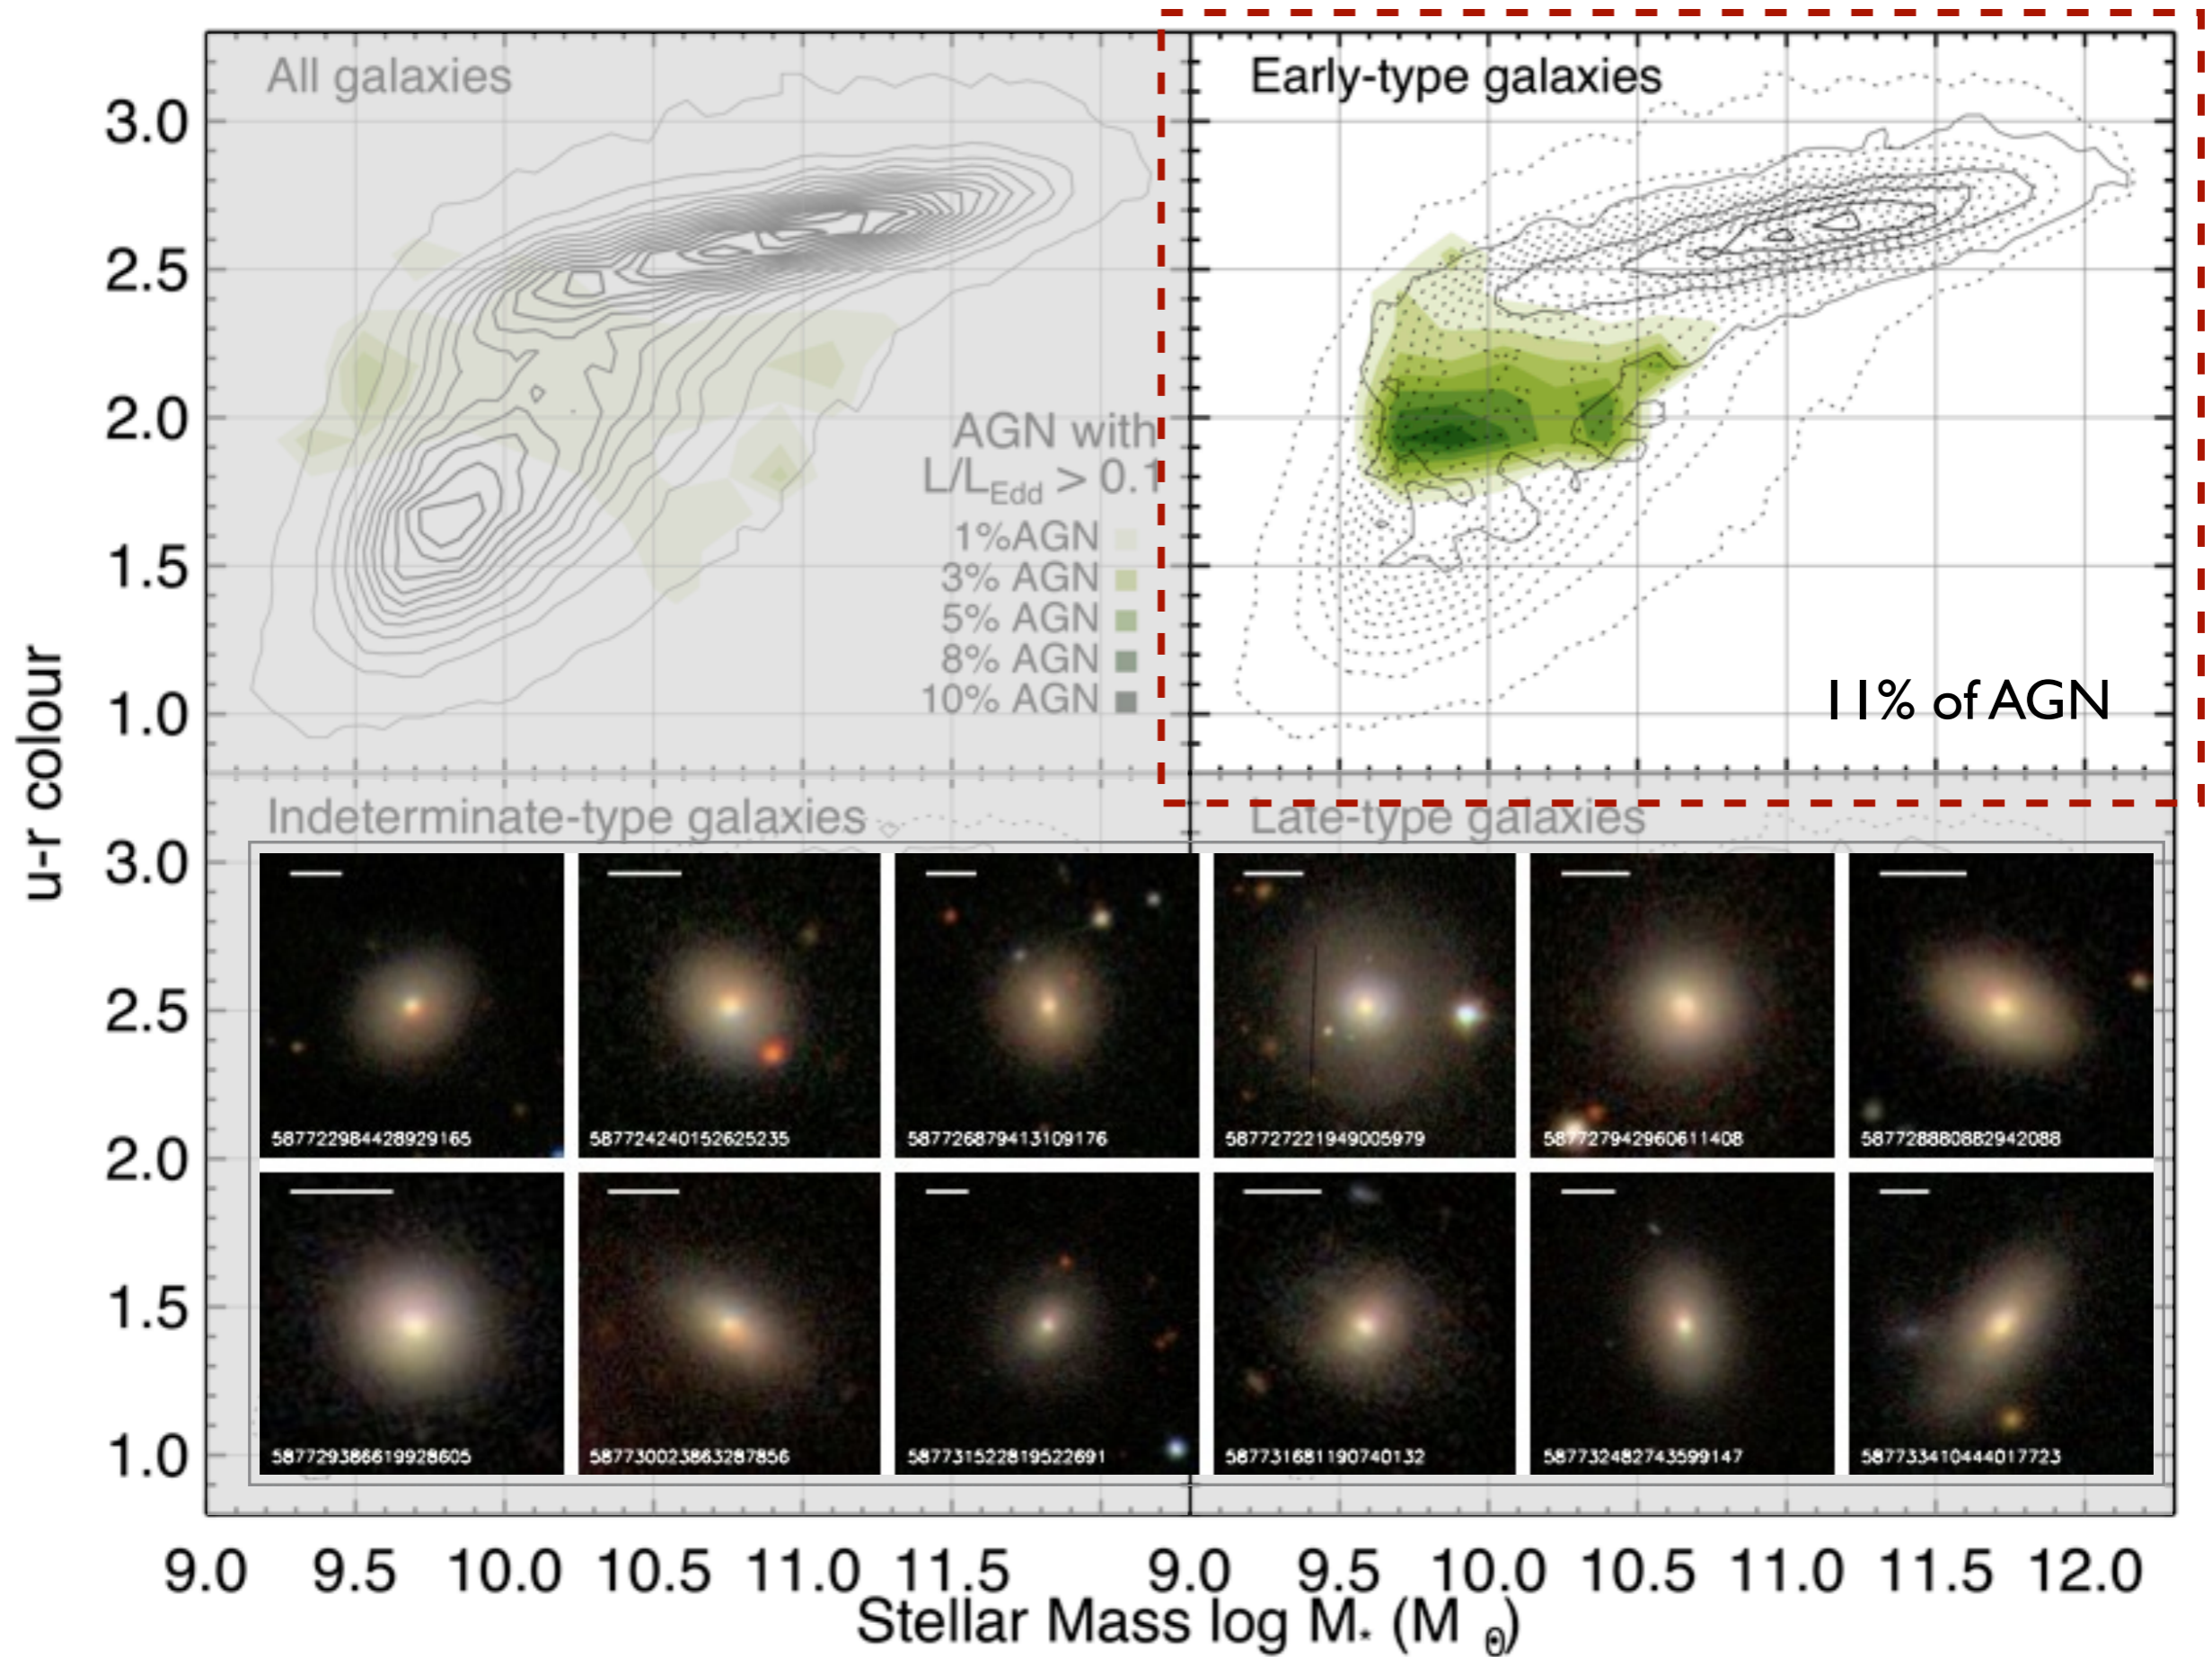 All galaxies
Early-type galaxies
3.0
2.5
2.0
1.5
1.0
AGN with
L/LEdd > 0.1
1%AGN
3% AGN
5% AGN
8% AGN
10% AGN
11% of AGN
u-r colour
Indeterminate-type galaxies
Late-type galaxies
3.0
2.5
2.0
1.5
1.0
587722984428929165
587724240152625235
587726879413109176
587727221949005979
587727942960611408
587728880882942088
587729386619928605
587730023863287856
587731522819522691
587731681190740132
587732482743599147
587733410444017723
9.0 9.5 10.0 10.5 11.0 11.5 9.0 9.5 10.0 10.5 11.0 11.5 12.0
Stellar Mass log M* (M Θ)